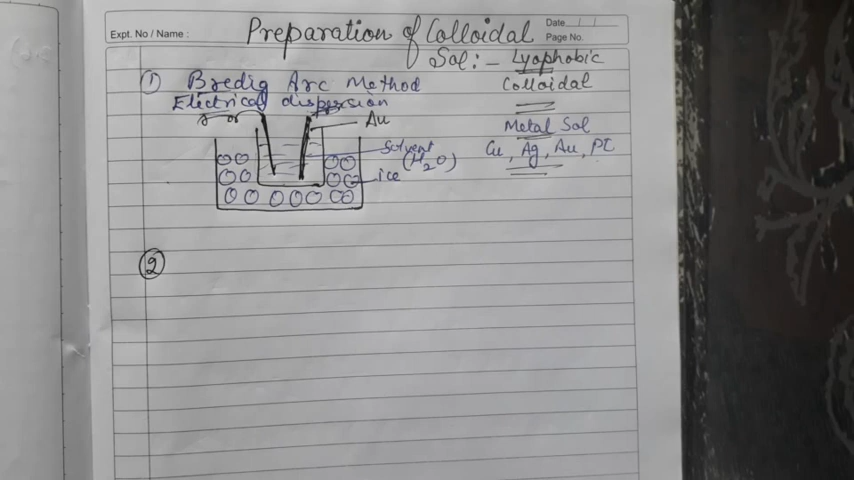 Expt. No / Name :
Preparation of Colloidal
Date / /
Page No.
Sol:- Lyophobic
Colloidal
① Bredig Arc Method
Electrical dispersion
or
Au
Metal Sol
Cu, Ag, Au, Pt
Solvent
(H₂O)
ice
②